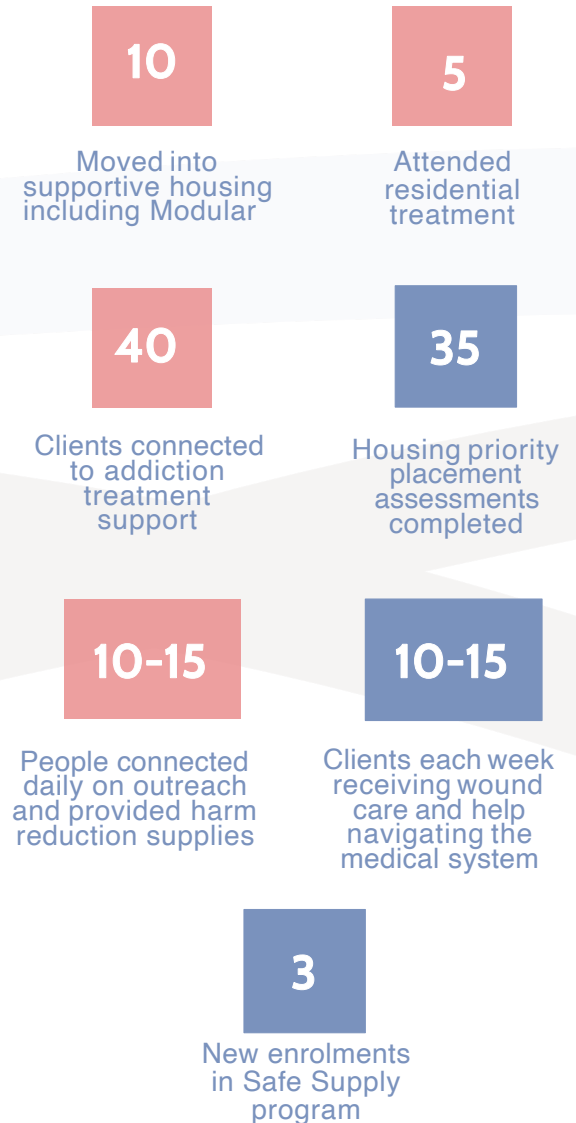 10
Moved into
supportive housing
including Modular
5
Attended
residential
treatment
40
Clients connected
to addiction
treatment
support
35
Housing priority
placement
assessments
completed
10-15
People connected
daily on outreach
and provided harm
reduction supplies
10-15
Clients each week
receiving wound
care and help
navigating the
medical system
3
New enrolments
in Safe Supply
program